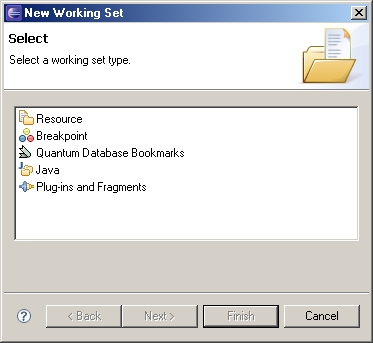 New Working Set
Select
Select a working set type.
Resource
Breakpoint
Quantum Database Bookmarks
Java
Plug-ins and Fragments
? < Back Next > Finish Cancel